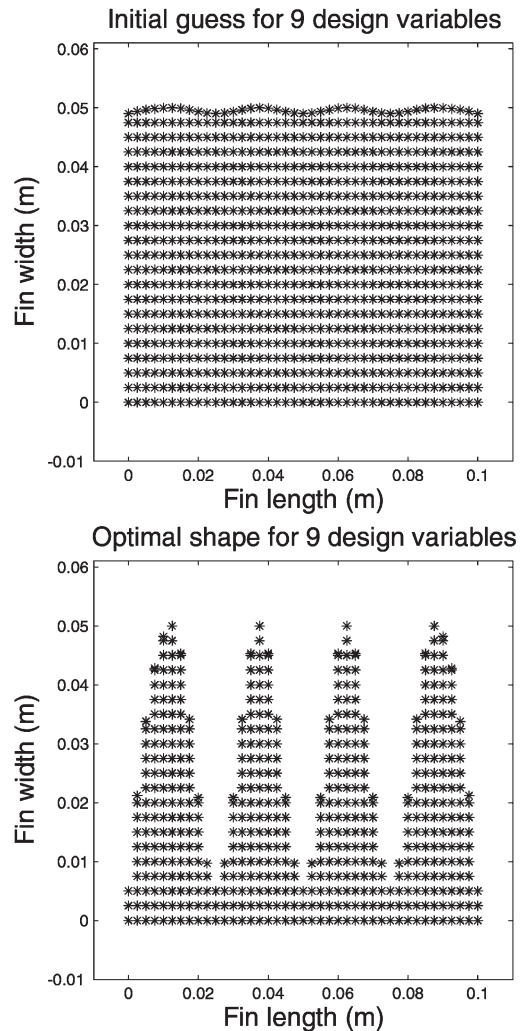 Initial guess for 9 design variables
0.06
0.05
0.04
0.03
0.02
0.01
0
-0.01
Fin width (m)
0 0.02 0.04 0.06 0.08 0.1
Fin length (m)
Optimal shape for 9 design variables
0.06
0.05
0.04
0.03
0.02
0.01
0
-0.01
Fin width (m)
0 0.02 0.04 0.06 0.08 0.1
Fin length (m)